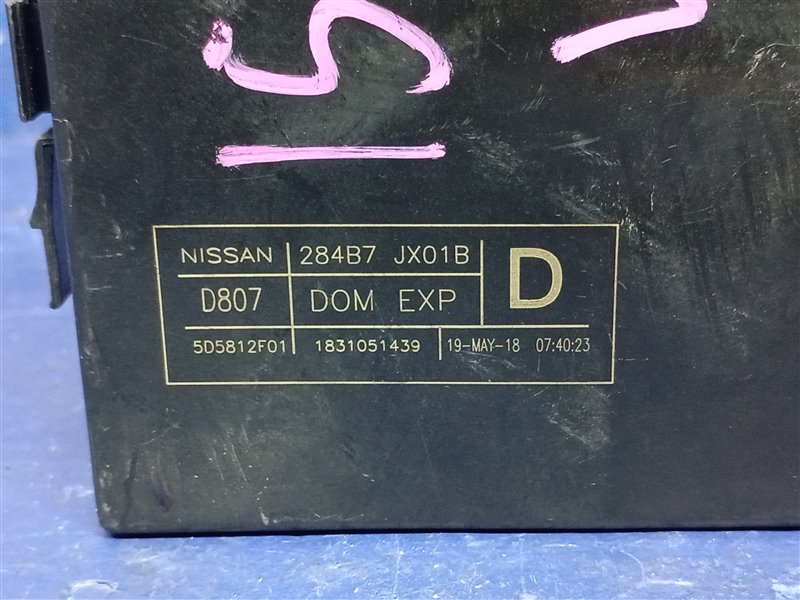 NISSAN 284B7 JX01B D
D807 DOM EXP
5D5812F01 1831051439 19-MAY-18 07:40:23